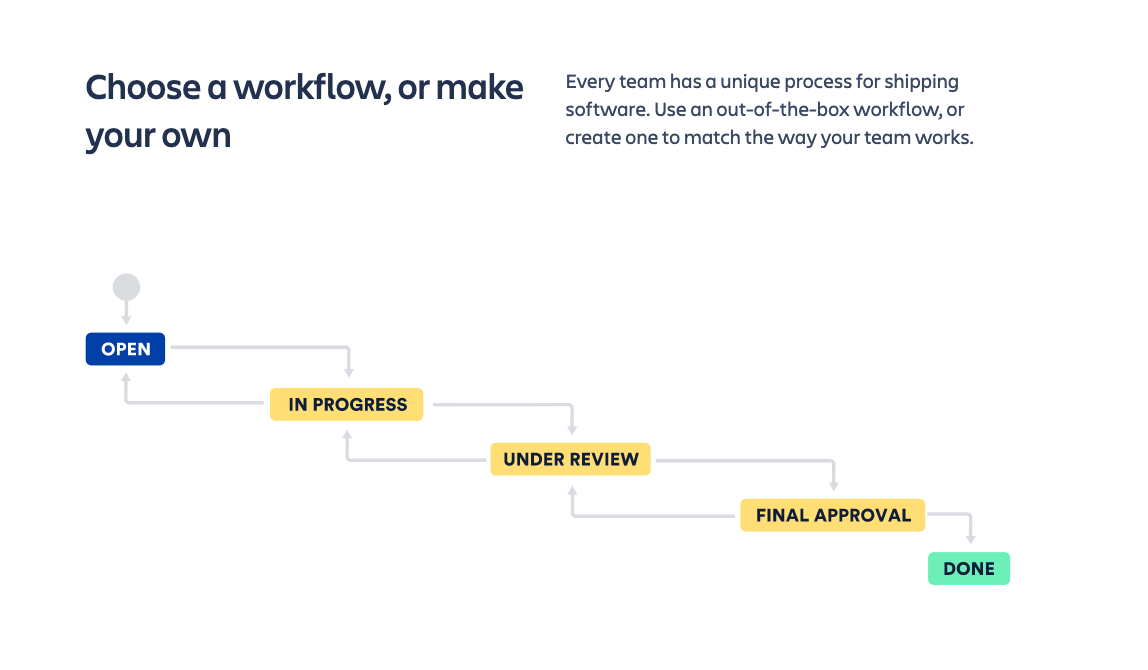 Choose a workflow, or make
your own
Every team has a unique process for shipping
software. Use an out-of-the-box workflow, or
create one to match the way your team works.
OPEN
IN PROGRESS
UNDER REVIEW
FINAL APPROVAL
DONE